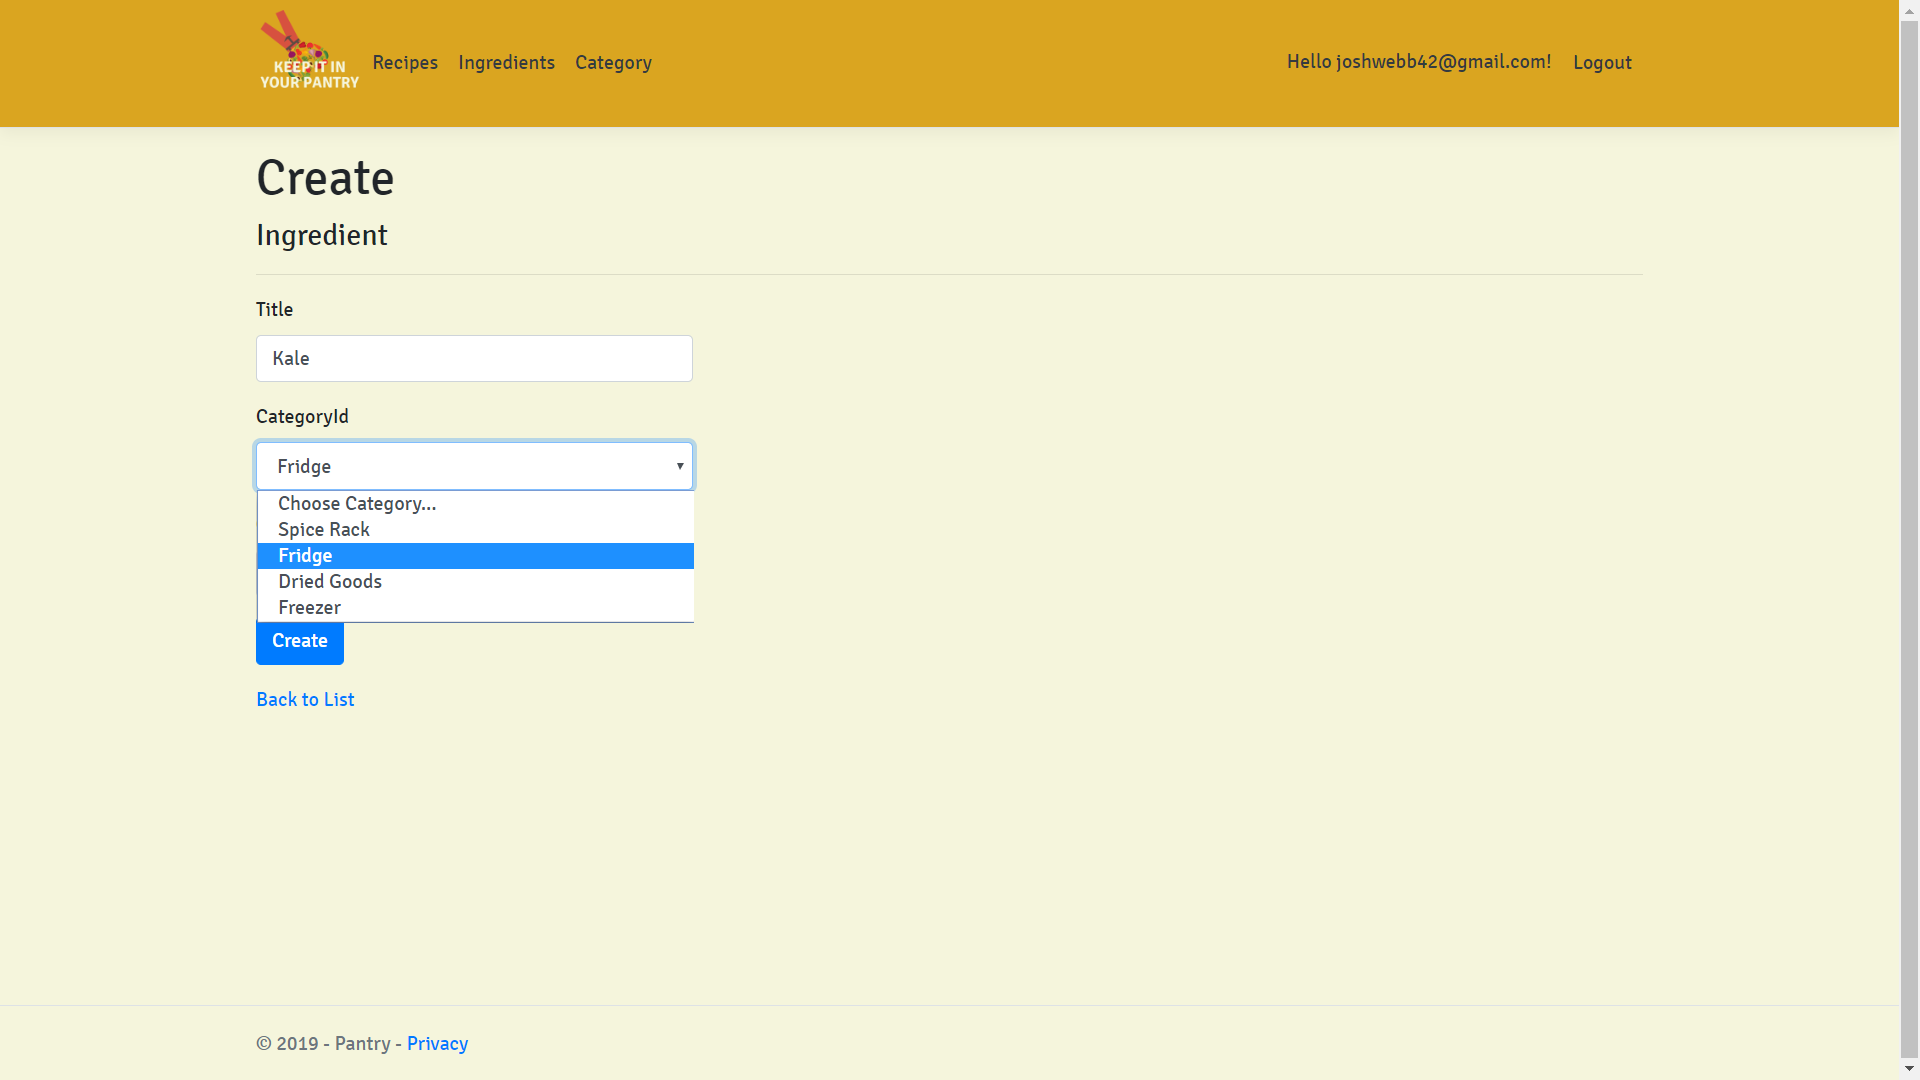 KEEP IT IN
YOUR PANTRY
Recipes Ingredients Category
Hello joshwebb42@gmail.com! Logout
Create
Ingredient
Title
Kale
CategoryId
Fridge
Choose Category...
Spice Rack
Fridge
Dried Goods
Freezer
Create
Back to List
© 2019 - Pantry - Privacy